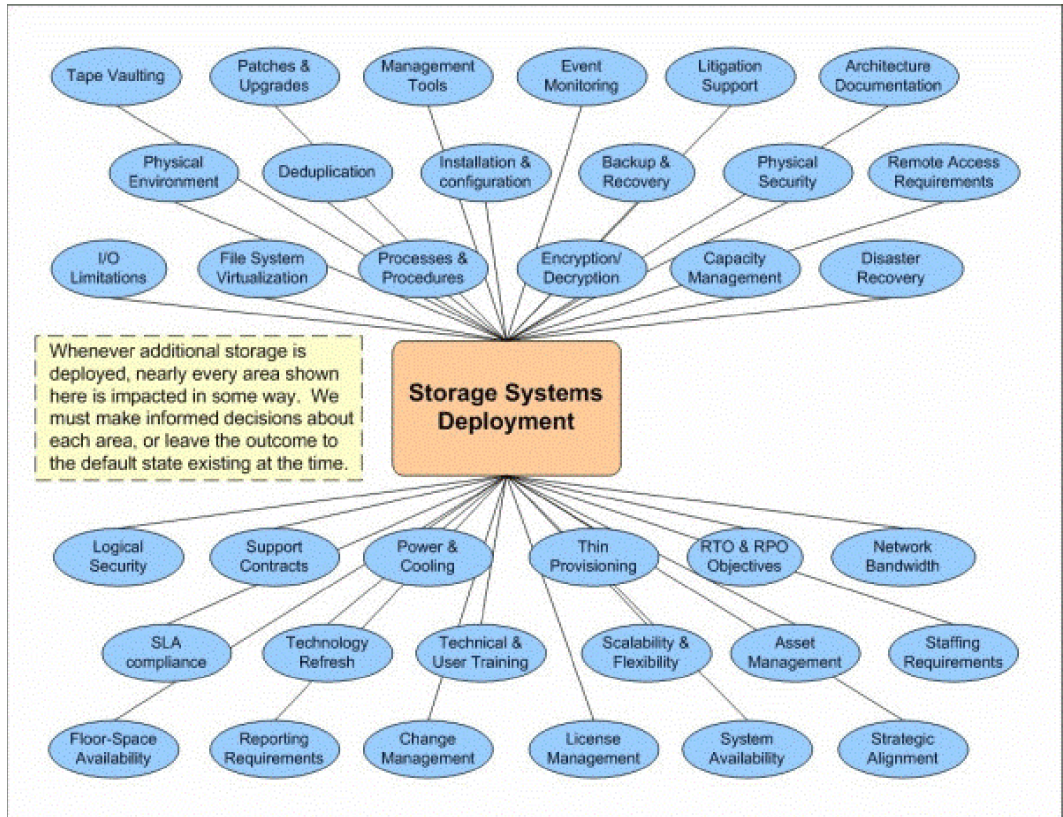 Tape Vaulting
Patches &
Upgrades
Management
Tools
Event
Monitoring
Litigation
Support
Architecture
Documentation
Physical
Environment
Deduplication
Installation &
configuration
Backup &
Recovery
Physical
Security
Remote Access
Requirements
I/O
Limitations
File System
Virtualization
Processes &
Procedures
Encryption/
Decryption
Capacity
Management
Disaster
Recovery
Whenever additional storage is
deployed, nearly every area shown
here is impacted in some way. We
must make informed decisions about
each area, or leave the outcome to
the default state existing at the time.
Storage Systems
Deployment
Logical
Security
Support
Contracts
Power &
Cooling
Thin
Provisioning
RTO & RPO
Objectives
Network
Bandwidth
SLA
compliance
Technology
Refresh
Technical &
User Training
Scalability &
Flexibility
Asset
Management
Staffing
Requirements
Floor-Space
Availability
Reporting
Requirements
Change
Management
License
Management
System
Availability
Strategic
Alignment